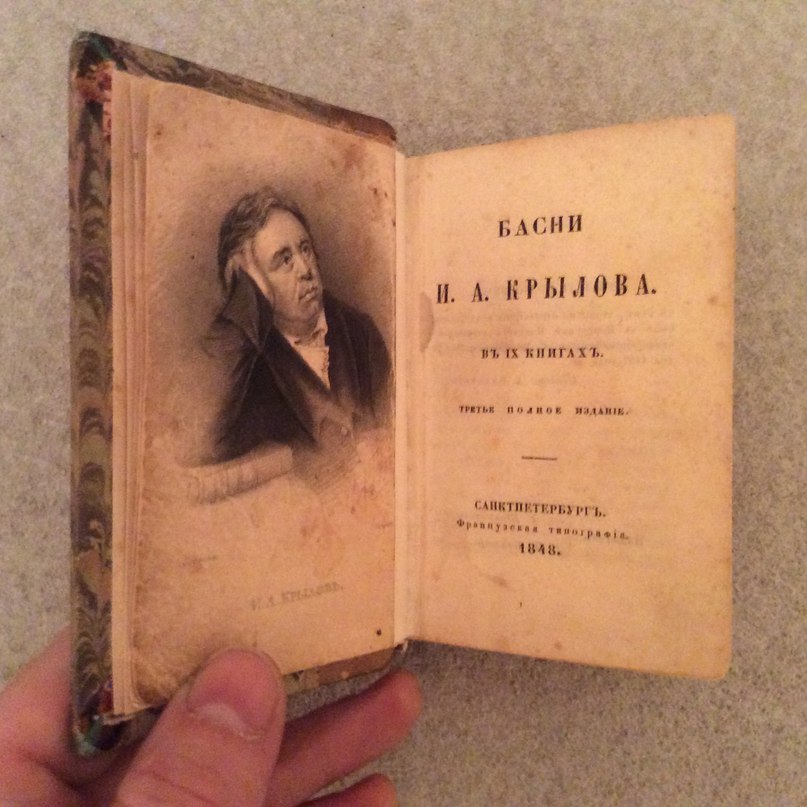 И. А. КРЫЛОВЪ.
БАСНИ
И. А. КРЫЛОВА.
ВЪ IX КНИГАХЪ.
ТРЕТЬЕ ПОЛНОЕ ИЗДАНІЕ.
САНКТПЕТЕРБУРГЪ.
Французская типографія.
1848.